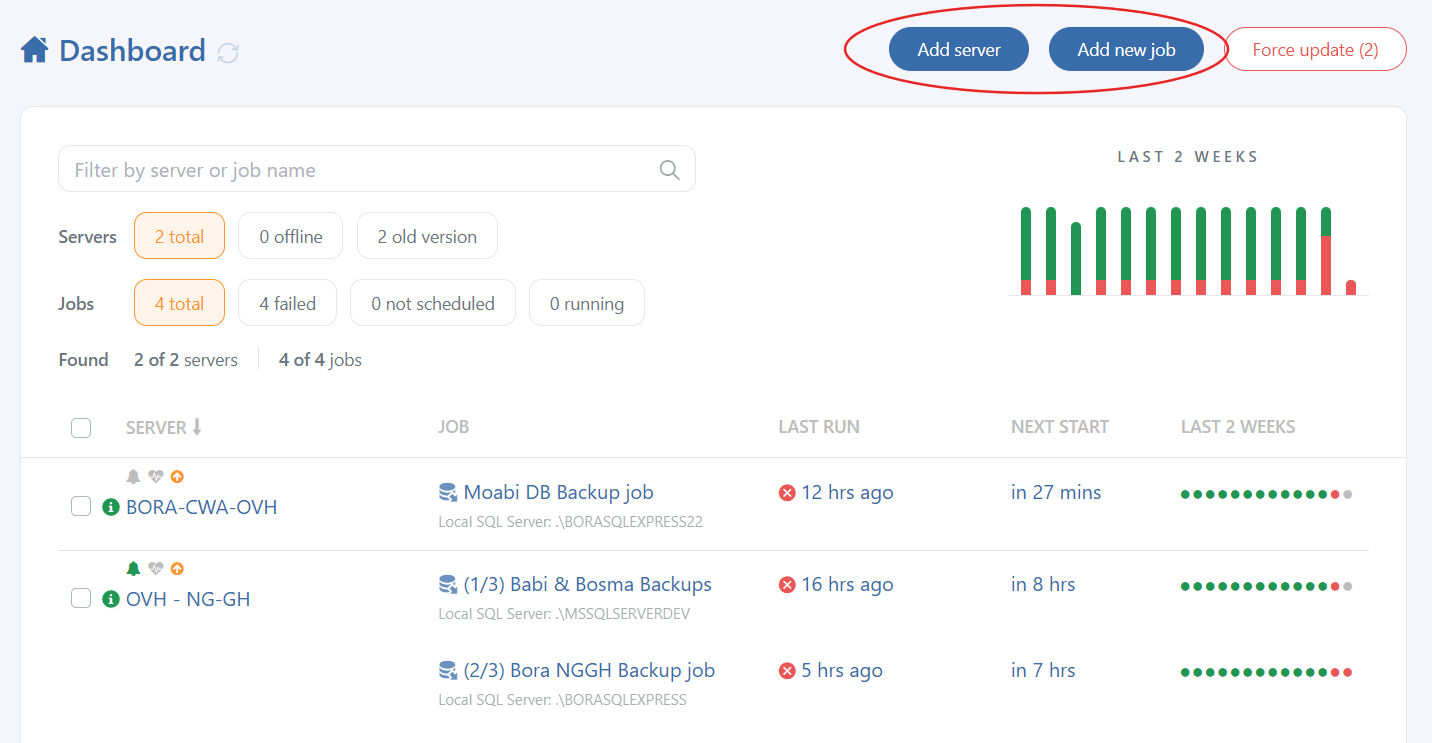 Dashboard
Add server
Add new job
Force update (2)
Filter by server or job name
LAST 2 WEEKS
Servers 2 total 0 offline 2 old version
Jobs 4 total 4 failed 0 not scheduled 0 running
Found 2 of 2 servers 4 of 4 jobs
SERVER JOB LAST RUN NEXT START LAST 2 WEEKS
BORA-CWA-OVH
Moabi DB Backup job 12 hrs ago in 27 mins
Local SQL Server: .\BORASQLEXPRESS22
OVH - NG-GH
(1/3) Babi & Bosma Backups 16 hrs ago in 8 hrs
Local SQL Server: .\MSSQLSERVERDEV
(2/3) Bora NGGH Backup job 5 hrs ago in 7 hrs
Local SQL Server: .\BORASQLEXPRESS